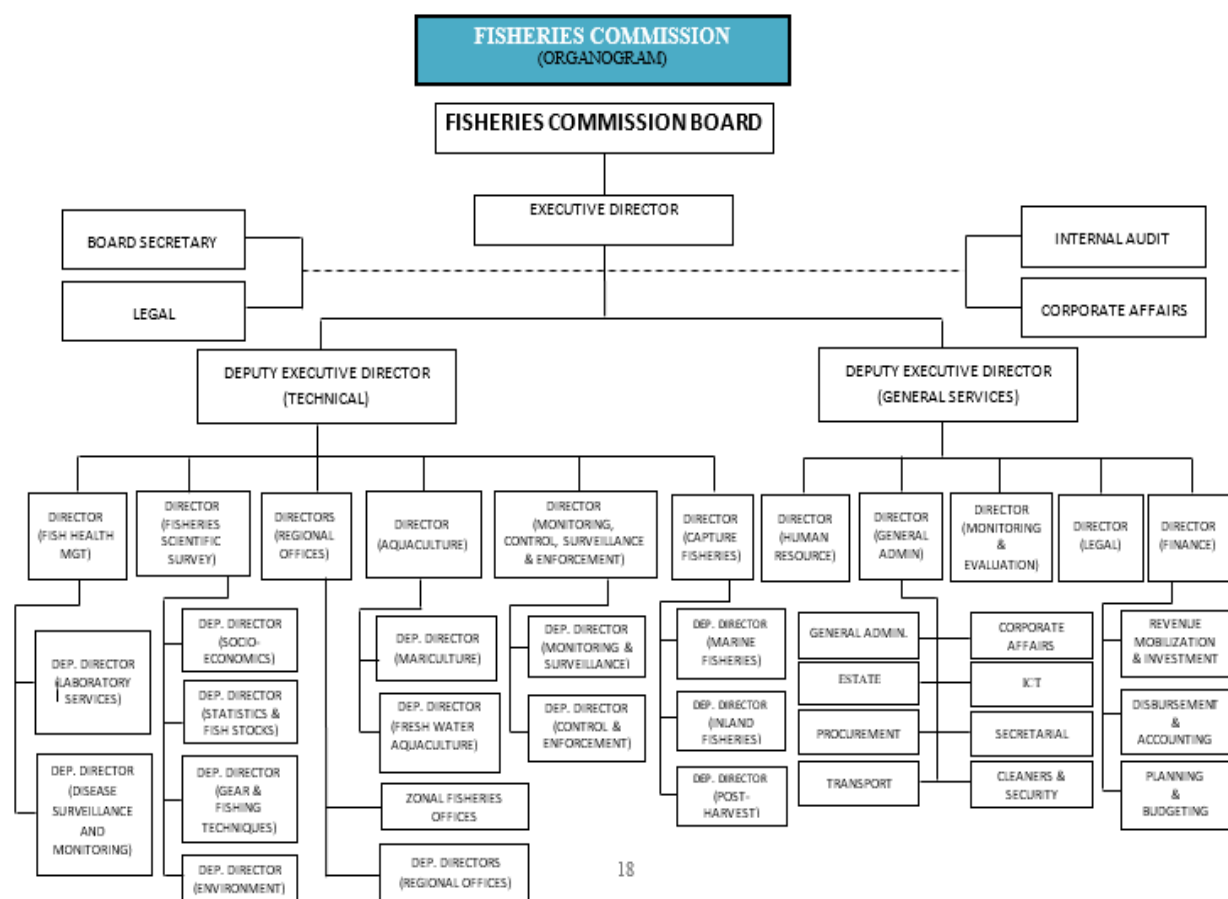 FISHERIES COMMISSION
(ORGANOGRAM)
FISHERIES COMMISSION BOARD
EXECUTIVE DIRECTOR
BOARD SECRETARY
LEGAL
INTERNAL AUDIT
CORPORATE AFFAIRS
DEPUTY EXECUTIVE DIRECTOR
(TECHNICAL)
DEPUTY EXECUTIVE DIRECTOR
(GENERAL SERVICES)
DIRECTOR
(FISH HEALTH
MGT)
DIRECTOR
(FISHERIES
SCIENTIFIC
SURVEY)
DIRECTORS
(REGIONAL
OFFICES)
DIRECTOR
(AQUACULTURE)
DIRECTOR
(MONITORING,
CONTROL, SURVEILLANCE
& ENFORCEMENT)
DIRECTOR
(CAPTURE
FISHERIES)
DIRECTOR
(HUMAN
RESOURCE)
DIRECTOR
(GENERAL
ADMIN)
DIRECTOR
(MONITORING
&
EVALUATION)
DIRECTOR
(LEGAL)
DIRECTOR
(FINANCE)
DEP. DIRECTOR
(LABORATORY
SERVICES)
DEP. DIRECTOR
(DISEASE
SURVEILLANCE
AND
MONITORING)
DEP. DIRECTOR
(SOCIO-
ECONOMICS)
DEP. DIRECTOR
(STATISTICS &
FISH STOCKS)
DEP. DIRECTOR
(GEAR &
FISHING
TECHNIQUES)
DEP. DIRECTOR
(ENVIRONMENT)
DEP. DIRECTOR
(MARICULTURE)
DEP. DIRECTOR
(FRESH WATER
AQUACULTURE)
ZONAL FISHERIES
OFFICES
DEP. DIRECTORS
(REGIONAL OFFICES)
DEP. DIRECTOR
(MONITORING &
SURVEILLANCE)
DEP. DIRECTOR
(CONTROL &
ENFORCEMENT)
DEP. DIRECTOR
(MARINE
FISHERIES)
DEP. DIRECTOR
(INLAND
FISHERIES)
DEP. DIRECTOR
(POST-
HARVEST)
GENERAL ADMIN.
ESTATE
PROCUREMENT
TRANSPORT
CORPORATE
AFFAIRS
ICT
SECRETARIAL
CLEANERS &
SECURITY
REVENUE
MOBILIZATION
& INVESTMENT
DISBURSEMENT
&
ACCOUNTING
PLANNING
&
BUDGETING
18